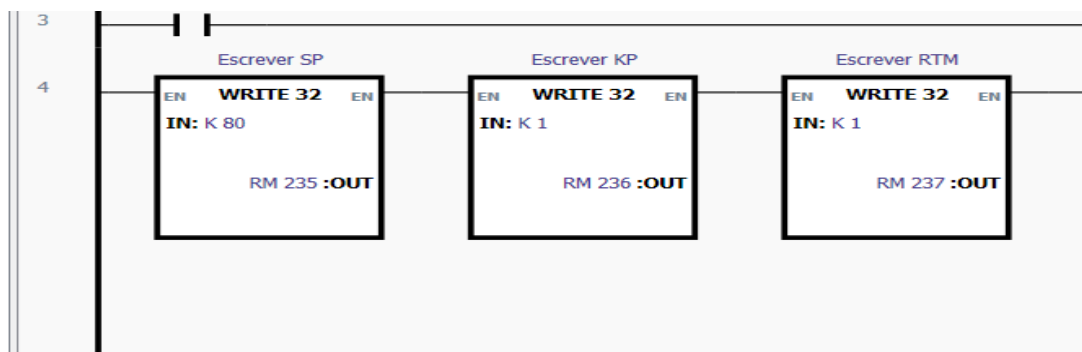 3
Escrever SP Escrever KP Escrever RTM
4
EN WRITE 32 EN EN WRITE 32 EN EN WRITE 32 EN
IN: K 80 IN: K 1 IN: K 1
RM 235 :OUT RM 236 :OUT RM 237 :OUT